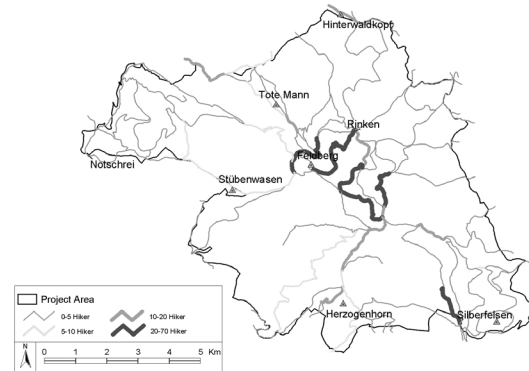 Hinterwaldkopf
Tote Mann
Rinken
Feldberg
Notschrei
Stübenwasen
Herzogenhorn
Silberfelsen
Project Area
0-5 Hiker
10-20 Hiker
5-10 Hiker
20-70 Hiker
N
0 1 2 3 4 5 Km